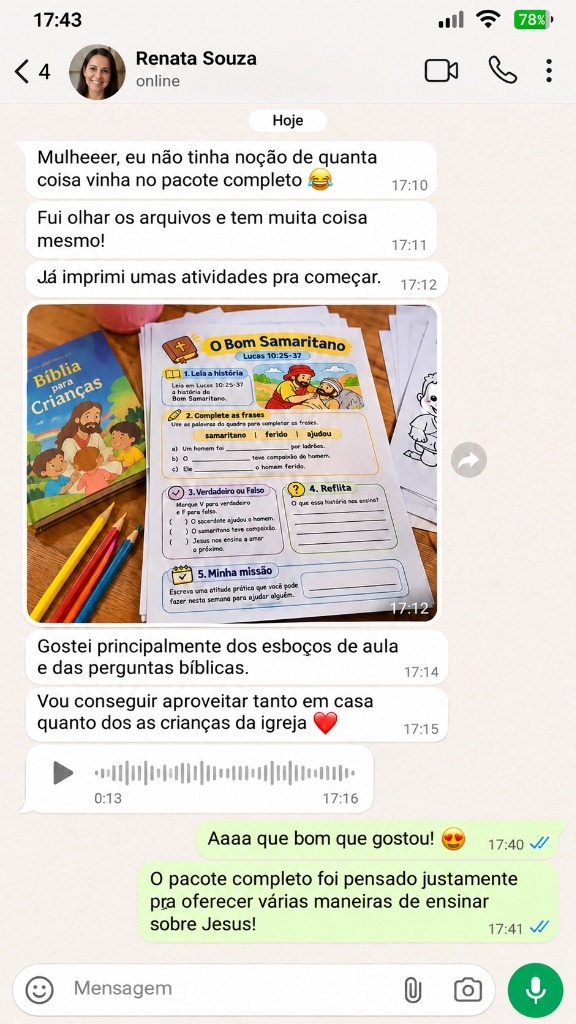 17:43
78%
4
Renata Souza
online
Hoje
Mulheeer, eu não tinha noção de quanta
coisa vinha no pacote completo 😂
17:10
Fui olhar os arquivos e tem muita coisa
mesmo!
17:11
Já imprimi umas atividades pra começar.
17:12
Bíblia
para
Crianças
O Bom Samaritano
Lucas 10:25-37
1. Leia a história
Leia em Lucas 10:25-37
a história do
Bom Samaritano.
2. Complete as frases
Use as palavras do quadro para completar as frases.
samaritano | ferido | ajudou
a) Um homem foi ____________ por ladrões.
b) O ____________ teve compaixão do homem.
c) Ele ____________ o homem ferido.
3. Verdadeiro ou Falso
Marque V para verdadeiro
e F para falso.
( ) O sacerdote ajudou o homem.
( ) O samaritano teve compaixão.
( ) Jesus nos ensina a amar
o próximo.
4. Reflita
O que essa história nos ensina?
5. Minha missão
Escreva uma atitude prática que você pode
fazer nesta semana para ajudar alguém.
17:12
Gostei principalmente dos esboços de aula
e das perguntas bíblicas.
17:14
Vou conseguir aproveitar tanto em casa
quanto dos as crianças da igreja ❤️
17:15
0:13
17:16
Aaaa que bom que gostou! 😍
17:40
O pacote completo foi pensado justamente
pra oferecer várias maneiras de ensinar
sobre Jesus!
17:41
Mensagem